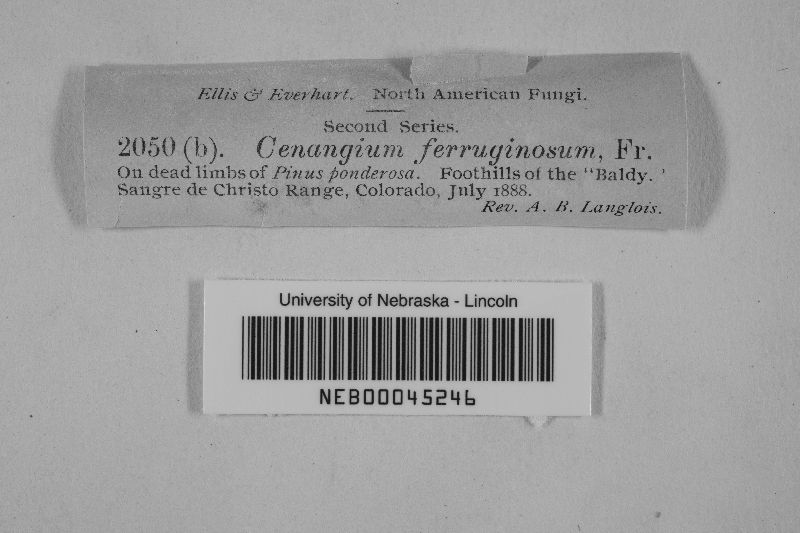 Ellis & Everhart. North American Fungi.
Second Series.
2050 (b). Cenangium ferruginosum, Fr.
On dead limbs of Pinus ponderosa. Foothills of the "Baldy. '
Sangre de Christo Range, Colorado, July 1888.
Rev. A. B. Langlois.
University of Nebraska - Lincoln
NEB00045246